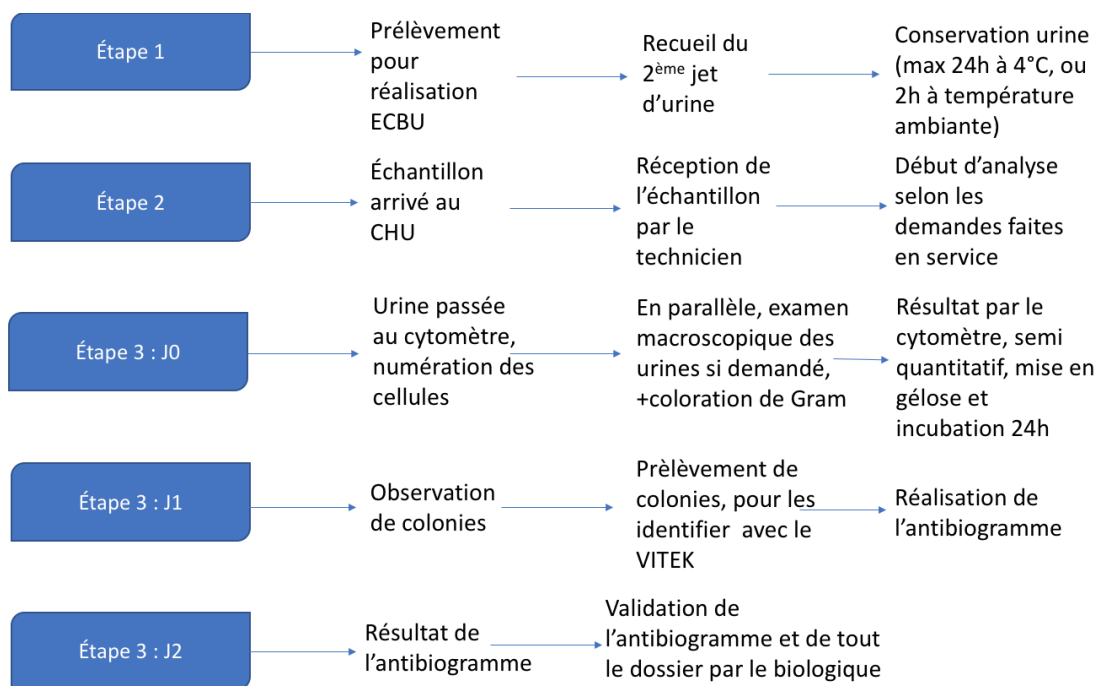 Étape 1
Prélèvement
pour
réalisation
ECBU
Recueil du
2ème jet
d’urine
Conservation urine
(max 24h à 4°C, ou
2h à température
ambiante)
Étape 2
Échantillon
arrivé au
CHU
Réception de
l’échantillon
par le
technicien
Début d’analyse
selon les
demandes faites
en service
Étape 3 : J0
Urine passée
au cytomètre,
numération des
cellules
En parallèle, examen
macroscopique des
urines si demandé,
+coloration de Gram
Résultat par le
cytomètre, semi
quantitatif, mise en
gélose et
incubation 24h
Étape 3 : J1
Observation
de colonies
Prèlèvement de
colonies, pour les
identifier avec le
VITEK
Réalisation de
l’antibiogramme
Étape 3 : J2
Résultat de
l’antibiogramme
Validation de
l’antibiogramme et de tout
le dossier par le biologique